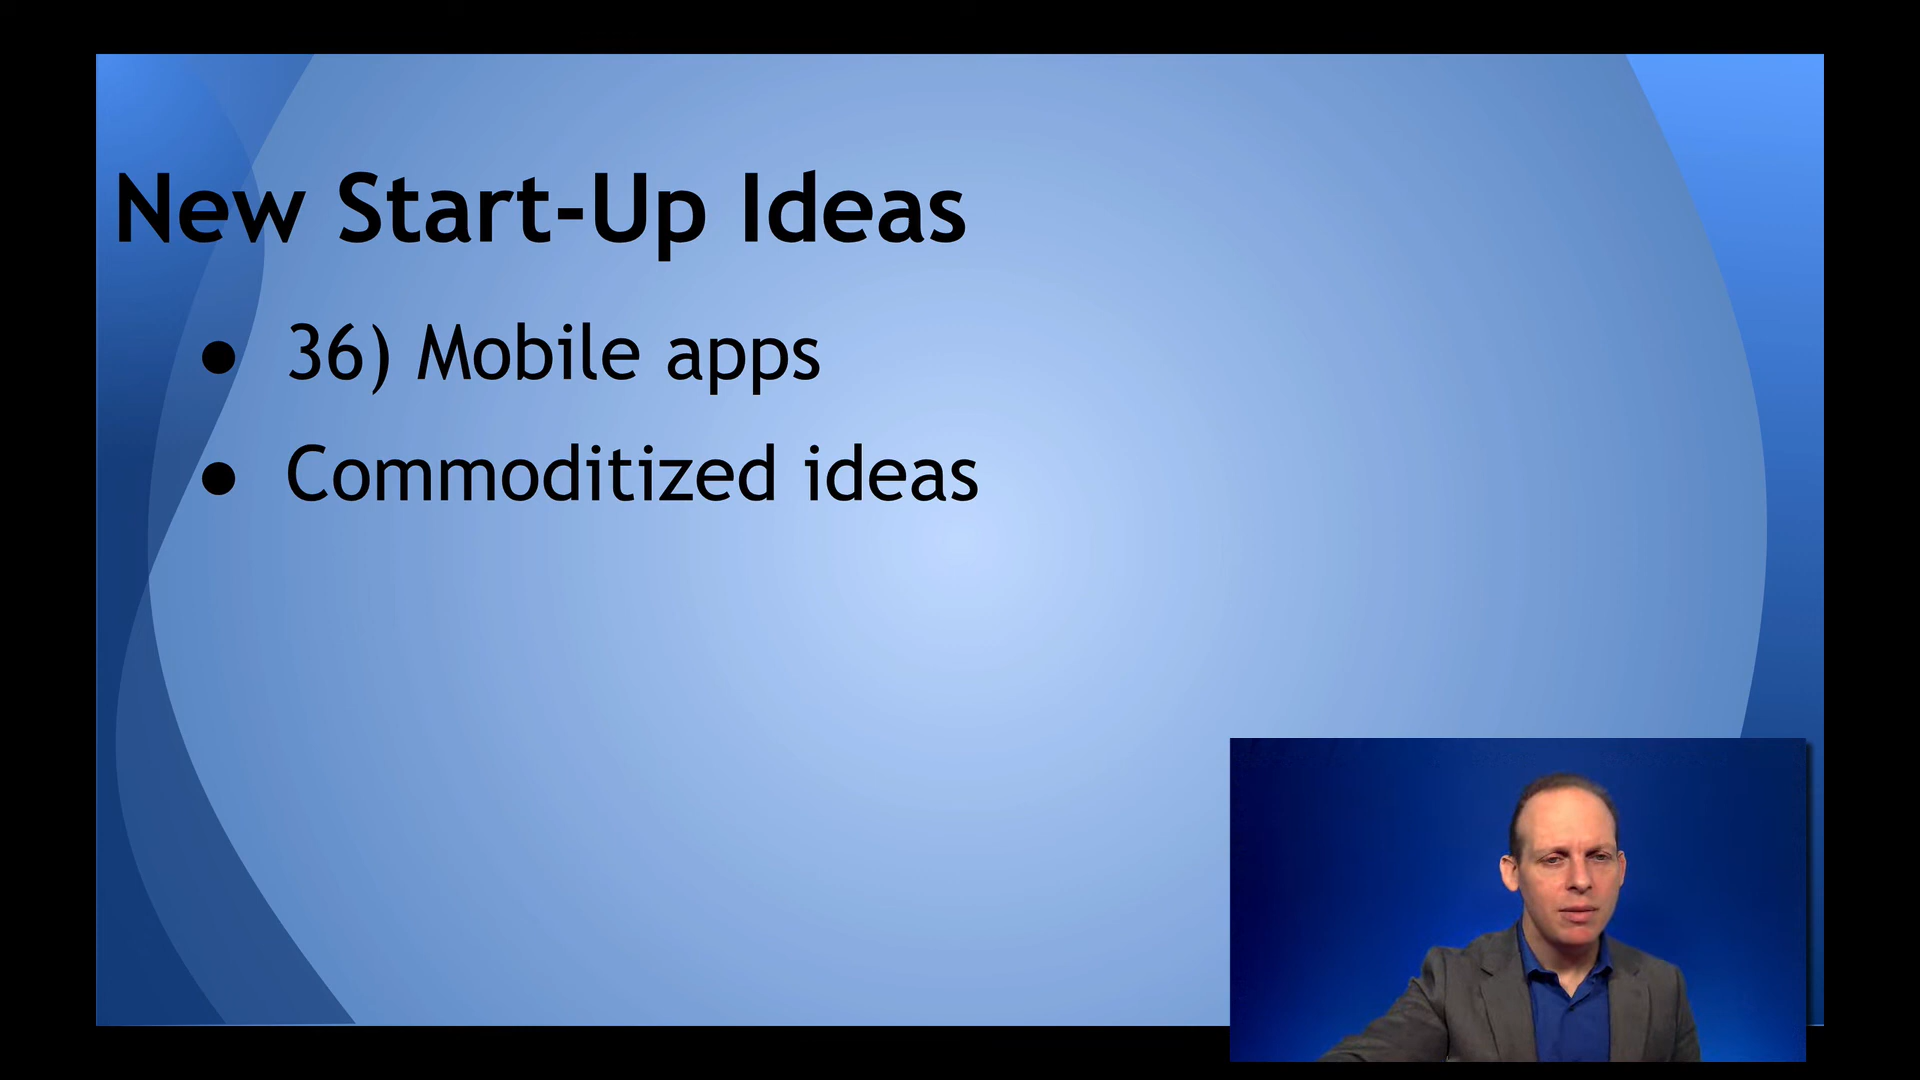 New Start-Up Ideas
● 36) Mobile apps
● Commoditized ideas